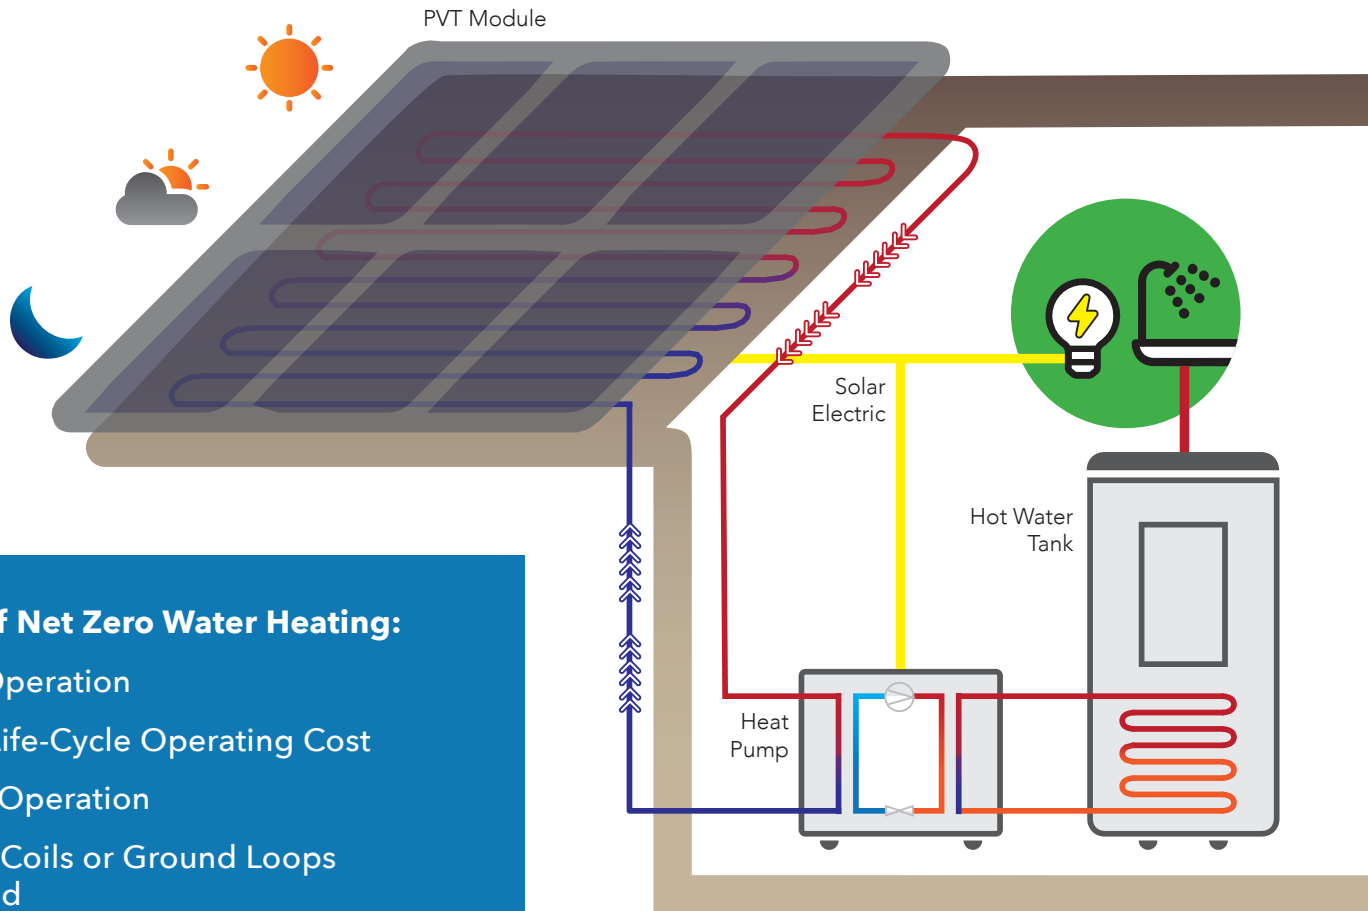 PVT Module
Solar
Electric
Hot Water
Tank
Heat
Pump
f Net Zero Water Heating:
Operation
Life-Cycle Operating Cost
Operation
Coils or Ground Loops
d